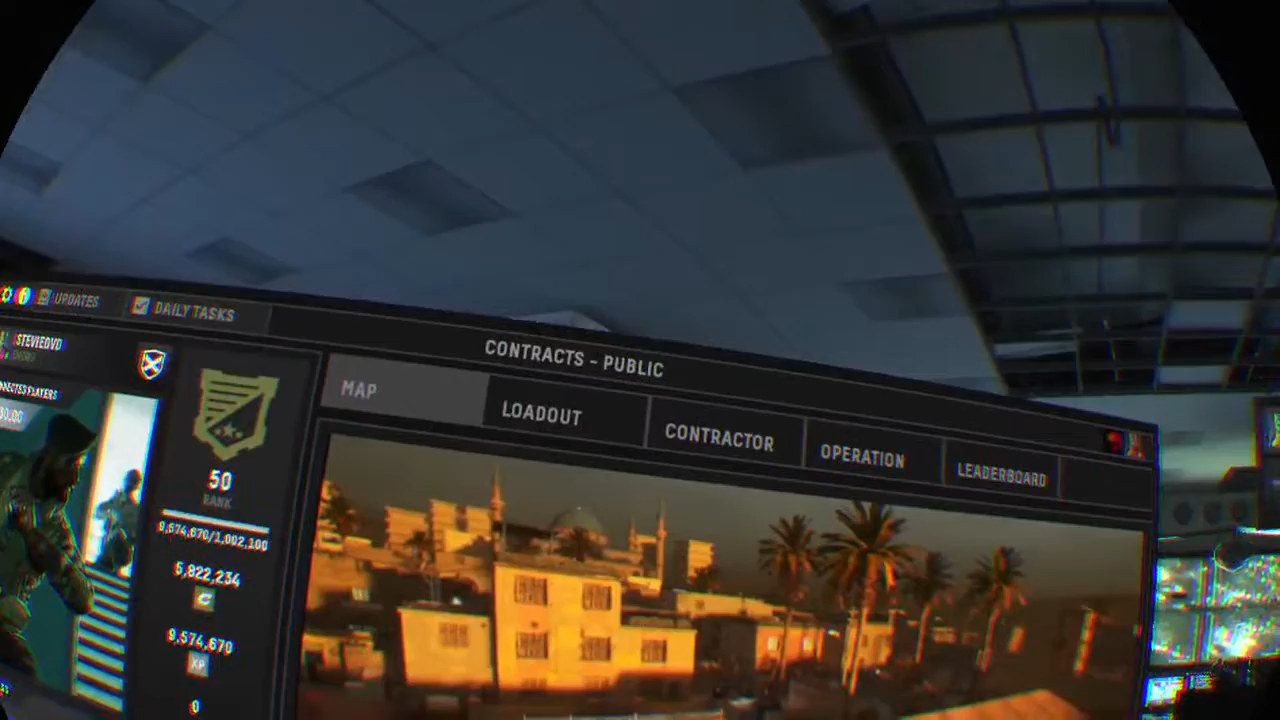 UPDATES
DAILY TASKS
CONTRACTS - PUBLIC
STEVIEDVD
MAP
LOADOUT
CONTRACTOR
OPERATION
LEADERBOARD
50
RANK
9,574,670/1,002,100
5,822,234
9,574,670
XP
0